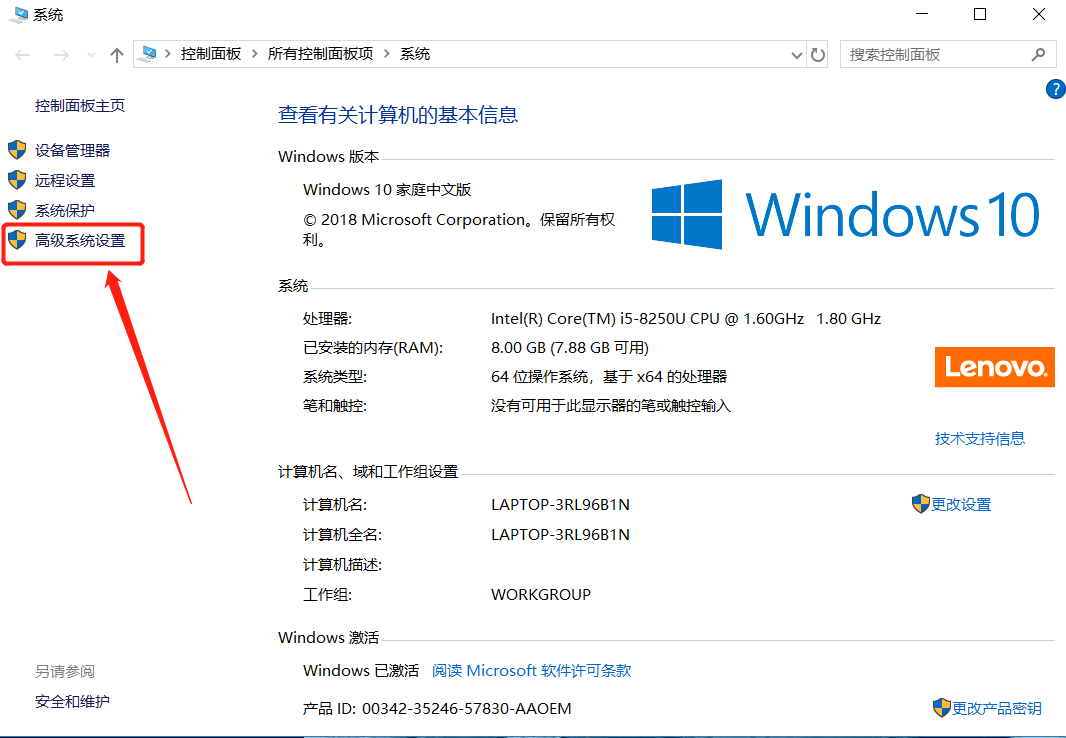 系统
控制面板 > 所有控制面板项 > 系统
搜索控制面板
?
控制面板主页
设备管理器
远程设置
系统保护
高级系统设置
查看有关计算机的基本信息
Windows 版本
Windows 10 家庭中文版
© 2018 Microsoft Corporation。保留所有权
利。
Windows 10
系统
处理器: Intel(R) Core(TM) i5-8250U CPU @ 1.60GHz 1.80 GHz
已安装的内存(RAM): 8.00 GB (7.88 GB 可用)
系统类型: 64 位操作系统，基于 x64 的处理器
笔和触控: 没有可用于此显示器的笔或触控输入
Lenovo.
技术支持信息
计算机名、域和工作组设置
计算机名: LAPTOP-3RL96B1N
更改设置
计算机全名: LAPTOP-3RL96B1N
计算机描述:
工作组: WORKGROUP
Windows 激活
Windows 已激活 阅读 Microsoft 软件许可条款
产品 ID: 00342-35246-57830-AAOEM
更改产品密钥
另请参阅
安全和维护